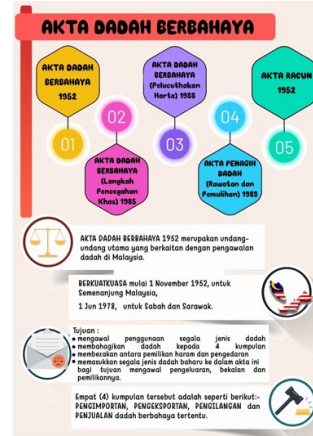 AKTA DADAH BERBAHAYA
AKTA DADAH
BERBAHAYA
1952
01
02
AKTA DADAH
BERBAHAYA
(Langkah
Pencegahan
Khas) 1985
AKTA DADAH
BERBAHAYA
(Pelucuthakan
Harta) 1988
03
04
AKTA PENAGIH
DADAH
(Rawatan dan
Pemulihan) 1983
AKTA RACUN
1952
05
AKTA DADAH BERBAHAYA 1952 merupakan undang-
undang utama yang berkaitan dengan pengawalan
dadah di Malaysia.
BERKUATKUASA mulai 1 November 1952, untuk
Semenanjung Malaysia,
1 Jun 1978, untuk Sabah dan Sarawak.
Tujuan :
• mengawal penggunaan segala jenis dadah
• membahagikan dadah kepada 4 kumpulan
• membezakan antara pemilikan haram dan pengedaran
• memasukkan segala jenis dadah baharu ke dalam akta ini
bagi tujuan mengawal pengeluaran, bekalan dan
pemilikannya.
Empat (4) kumpulan tersebut adalah seperti berikut:-
PENGIMPORTAN, PENGEKSPORTAN, PENGILANGAN dan
PENJUALAN dadah berbahaya tertentu.